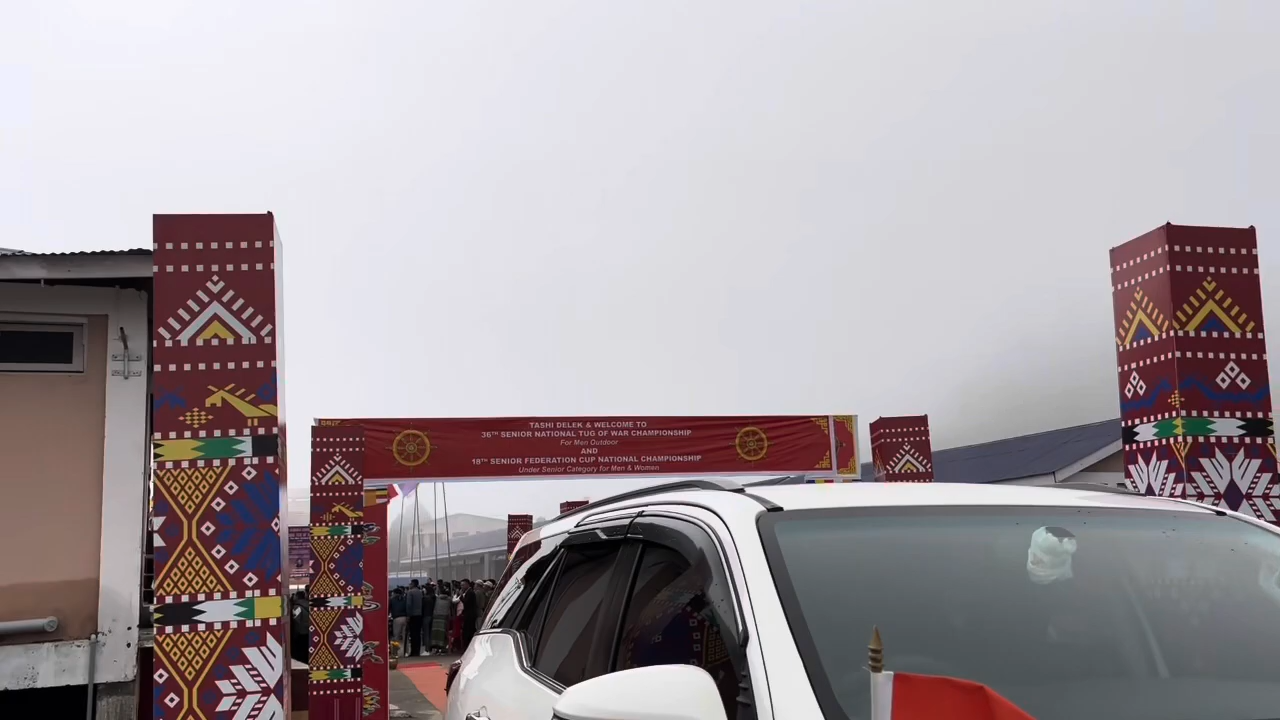 TASHI DELEK & WELCOME TO
36TH SENIOR NATIONAL TUG OF WAR CHAMPIONSHIP
For Men Outdoor
AND
18TH SENIOR FEDERATION CUP NATIONAL CHAMPIONSHIP
Under Senior Category for Men & Women